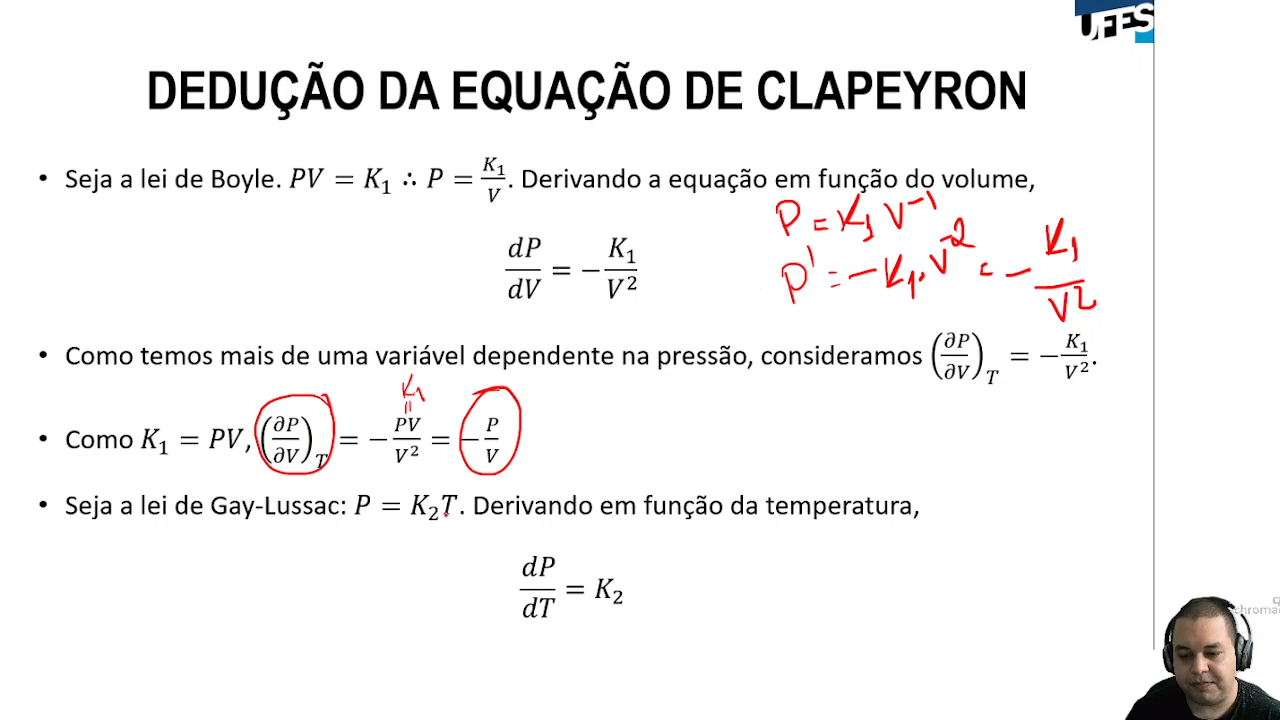 UFES
DEDUÇÃO DA EQUAÇÃO DE CLAPEYRON
• Seja a lei de Boyle. PV = K₁ ∴ P = K₁/V. Derivando a equação em função do volume,
P = K₁ V⁻¹
dP/dV = −K₁/V²
P' = −K₁.V⁻² = −K₁/V²
• Como temos mais de uma variável dependente na pressão, consideramos (∂P/∂V)_T = −K₁/V².
K₁
=
• Como K₁ = PV, (∂P/∂V)_T = −PV/V² = −P/V
• Seja a lei de Gay-Lussac: P = K₂T. Derivando em função da temperatura,
dP/dT = K₂